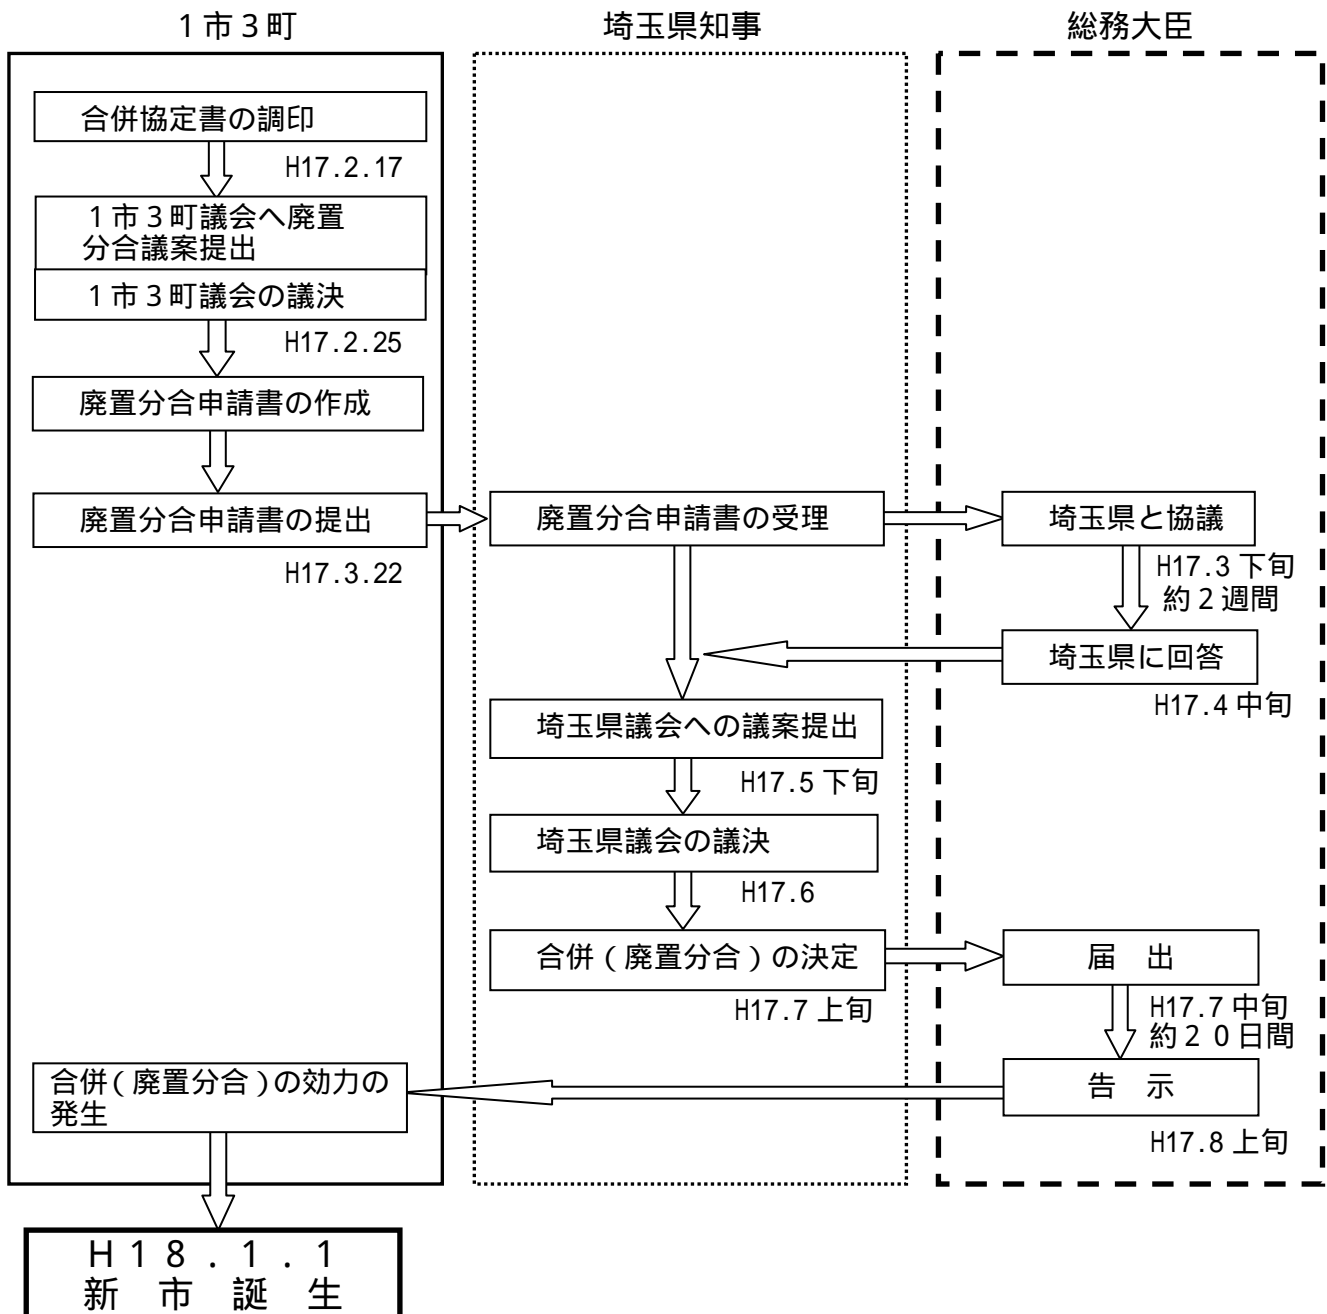 1市3町
埼玉県知事
総務大臣
合併協定書の調印
H17.2.17
1市3町議会へ廃置
分合議案提出
1市3町議会の議決
H17.2.25
廃置分合申請書の作成
廃置分合申請書の提出
H17.3.22
廃置分合申請書の受理
埼玉県と協議
H17.3下旬
約2週間
埼玉県に回答
H17.4中旬
埼玉県議会への議案提出
H17.5下旬
埼玉県議会の議決
H17.6
合併(廃置分合)の決定
H17.7上旬
届 出
H17.7中旬
約20日間
告 示
H17.8上旬
合併(廃置分合)の効力の
発生
H18.1.1
新 市 誕 生